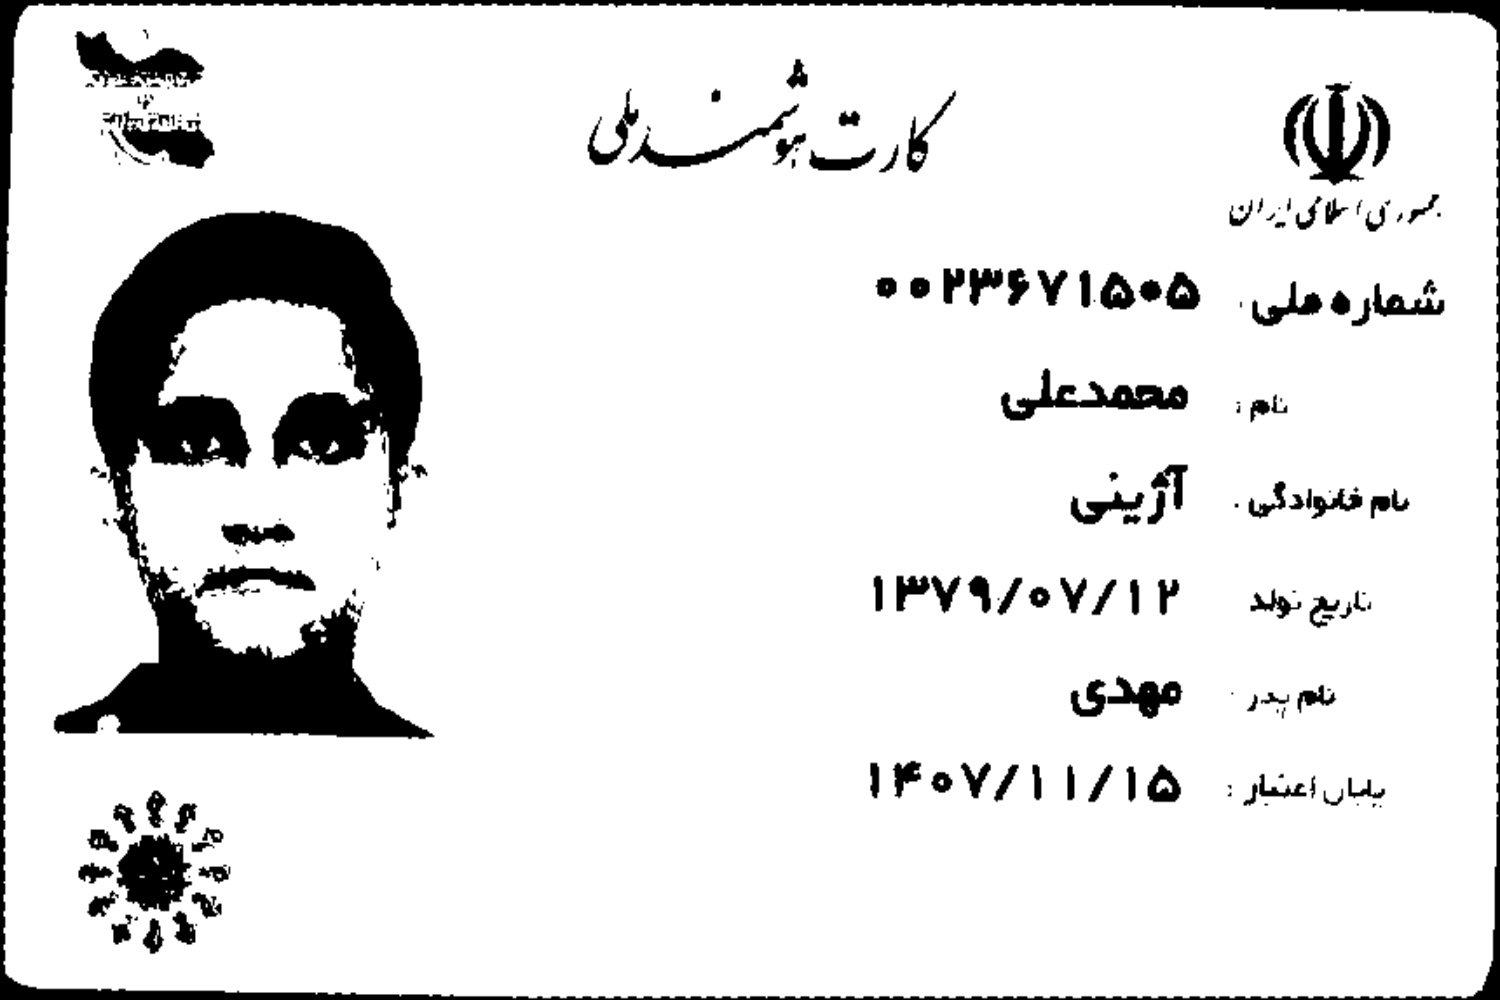 کارت هوشمند ملی
جمهوری اسلامی ایران
شماره ملی : ۰۰۲۳۶۷۱۵۰۵
نام : محمدعلی
نام خانوادگی : آژینی
تاریخ تولد ۱۳۷۹/۰۷/۱۲
نام پدر : مهدی
پایان اعتبار : ۱۴۰۷/۱۱/۱۵